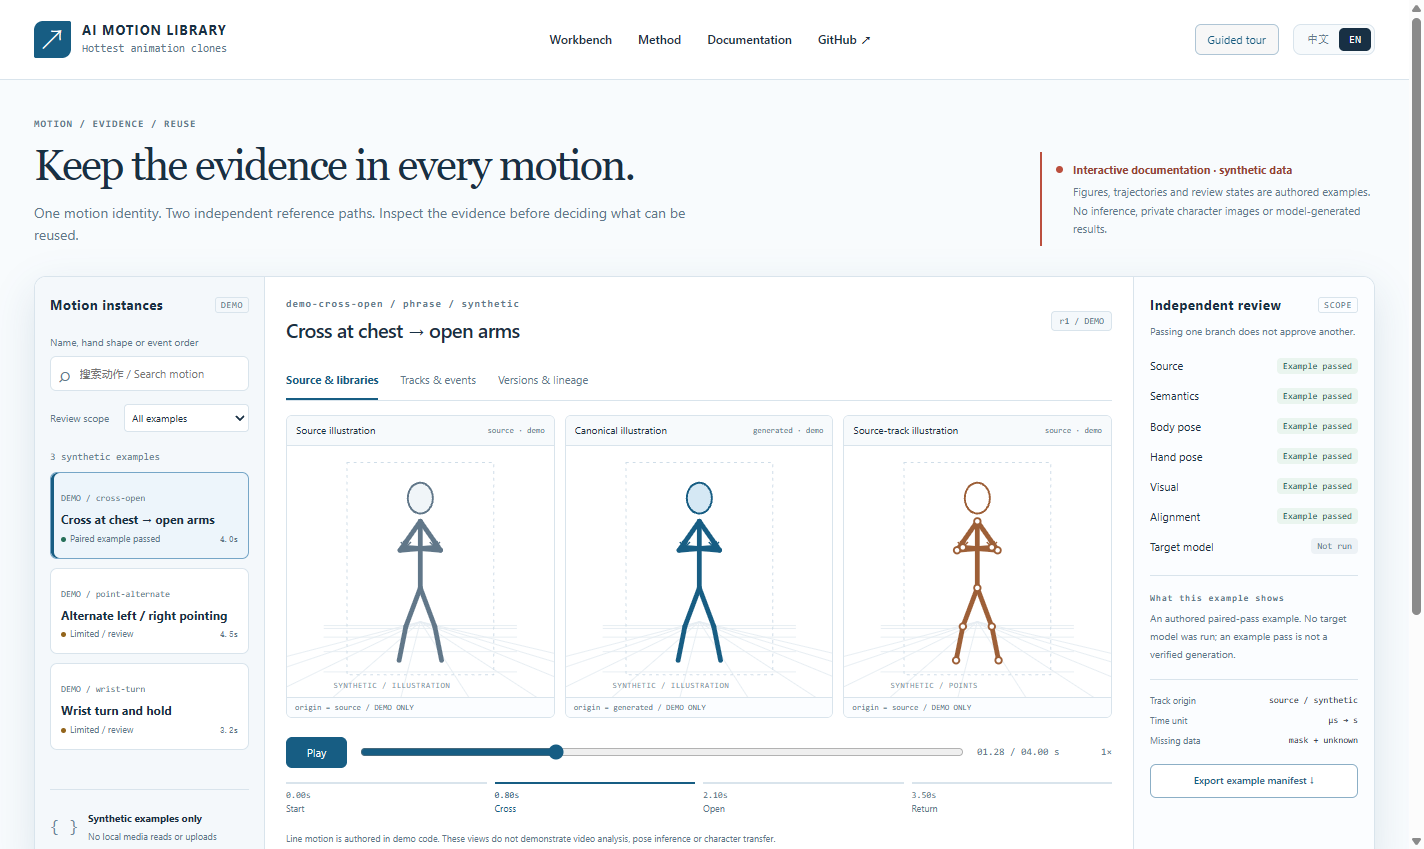 AI MOTION LIBRARY
Hottest animation clones
Workbench
Method
Documentation
GitHub ↗
Guided tour
中文
EN
MOTION / EVIDENCE / REUSE
Keep the evidence in every motion.
One motion identity. Two independent reference paths. Inspect the evidence before deciding what can be
reused.
Interactive documentation · synthetic data
Figures, trajectories and review states are authored examples.
No inference, private character images or model-generated
results.
Motion instances
DEMO
Name, hand shape or event order
搜索动作 / Search motion
Review scope
All examples
3 synthetic examples
DEMO / cross-open
Cross at chest → open arms
Paired example passed
4.0s
DEMO / point-alternate
Alternate left / right pointing
Limited / review
4.5s
DEMO / wrist-turn
Wrist turn and hold
Limited / review
3.2s
{ }
Synthetic examples only
No local media reads or uploads
demo-cross-open / phrase / synthetic
Cross at chest → open arms
r1 / DEMO
Source & libraries
Tracks & events
Versions & lineage
Source illustration
source · demo
SYNTHETIC / ILLUSTRATION
origin = source / DEMO ONLY
Canonical illustration
generated · demo
SYNTHETIC / ILLUSTRATION
origin = generated / DEMO ONLY
Source-track illustration
source · demo
SYNTHETIC / POINTS
origin = source / DEMO ONLY
Play
01.28 / 04.00 s
1×
0.00s
Start
0.80s
Cross
2.10s
Open
3.50s
Return
Line motion is authored in demo code. These views do not demonstrate video analysis, pose inference or character transfer.
Independent review
SCOPE
Passing one branch does not approve another.
Source
Example passed
Semantics
Example passed
Body pose
Example passed
Hand pose
Example passed
Visual
Example passed
Alignment
Example passed
Target model
Not run
What this example shows
An authored paired-pass example. No target
model was run; an example pass is not a
verified generation.
Track origin
source / synthetic
Time unit
μs → s
Missing data
mask + unknown
Export example manifest ↓